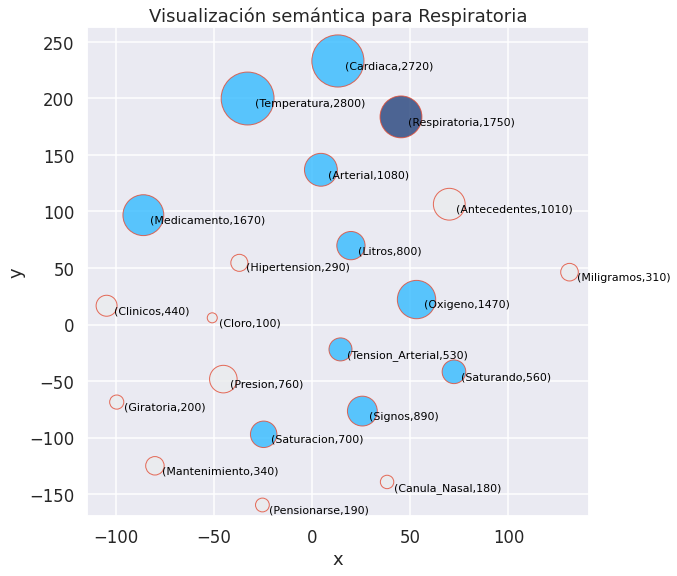 Visualización semántica para Respiratoria
250
200
150
100
50
0
−50
−100
−150
y
(Cardiaca,2720)
(Temperatura,2800)
(Respiratoria,1750)
(Arterial,1080)
(Antecedentes,1010)
(Medicamento,1670)
(Litros,800)
(Hipertension,290)
(Miligramos,310)
(Oxigeno,1470)
(Clinicos,440)
(Cloro,100)
(Tension_Arterial,530)
(Saturando,560)
(Presion,760)
(Giratoria,200)
(Signos,890)
(Saturacion,700)
(Mantenimiento,340)
(Canula_Nasal,180)
(Pensionarse,190)
−100 −50 0 50 100
x